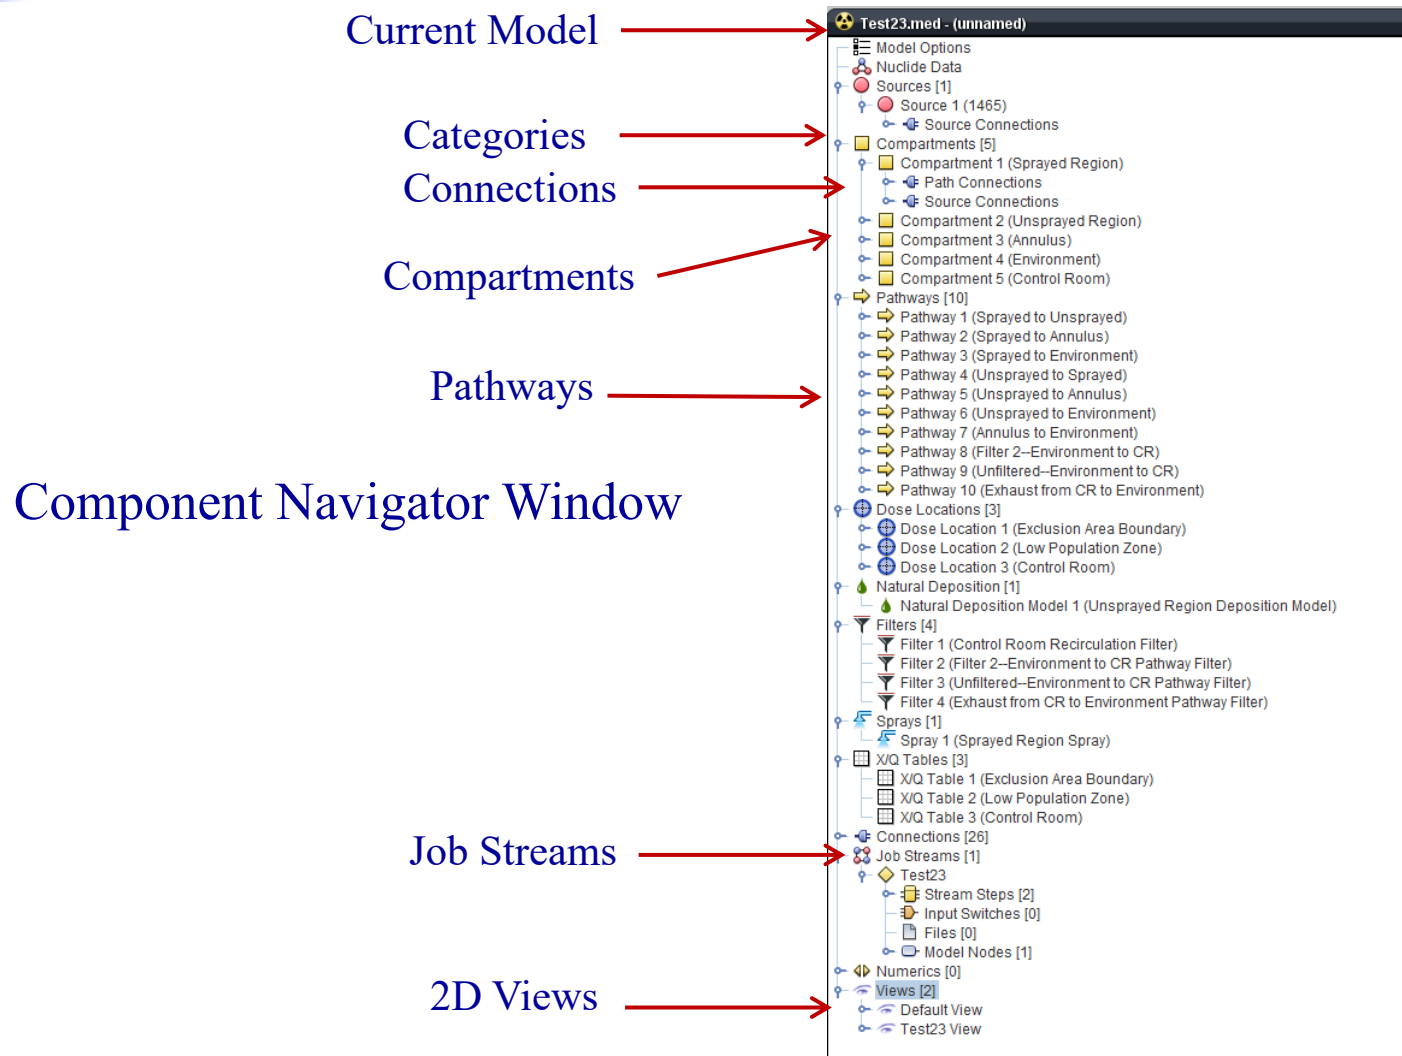 Current Model
Categories
Connections
Compartments
Pathways
Component Navigator Window
Job Streams
2D Views
Test23.med - (unnamed)
Model Options
Nuclide Data
Sources [1]
Source 1 (1465)
Source Connections
Compartments [5]
Compartment 1 (Sprayed Region)
Path Connections
Source Connections
Compartment 2 (Unsprayed Region)
Compartment 3 (Annulus)
Compartment 4 (Environment)
Compartment 5 (Control Room)
Pathways [10]
Pathway 1 (Sprayed to Unsprayed)
Pathway 2 (Sprayed to Annulus)
Pathway 3 (Sprayed to Environment)
Pathway 4 (Unsprayed to Sprayed)
Pathway 5 (Unsprayed to Annulus)
Pathway 6 (Unsprayed to Environment)
Pathway 7 (Annulus to Environment)
Pathway 8 (Filter 2--Environment to CR)
Pathway 9 (Unfiltered--Environment to CR)
Pathway 10 (Exhaust from CR to Environment)
Dose Locations [3]
Dose Location 1 (Exclusion Area Boundary)
Dose Location 2 (Low Population Zone)
Dose Location 3 (Control Room)
Natural Deposition [1]
Natural Deposition Model 1 (Unsprayed Region Deposition Model)
Filters [4]
Filter 1 (Control Room Recirculation Filter)
Filter 2 (Filter 2--Environment to CR Pathway Filter)
Filter 3 (Unfiltered--Environment to CR Pathway Filter)
Filter 4 (Exhaust from CR to Environment Pathway Filter)
Sprays [1]
Spray 1 (Sprayed Region Spray)
X/Q Tables [3]
X/Q Table 1 (Exclusion Area Boundary)
X/Q Table 2 (Low Population Zone)
X/Q Table 3 (Control Room)
Connections [26]
Job Streams [1]
Test23
Stream Steps [2]
Input Switches [0]
Files [0]
Model Nodes [1]
Numerics [0]
Views [2]
Default View
Test23 View